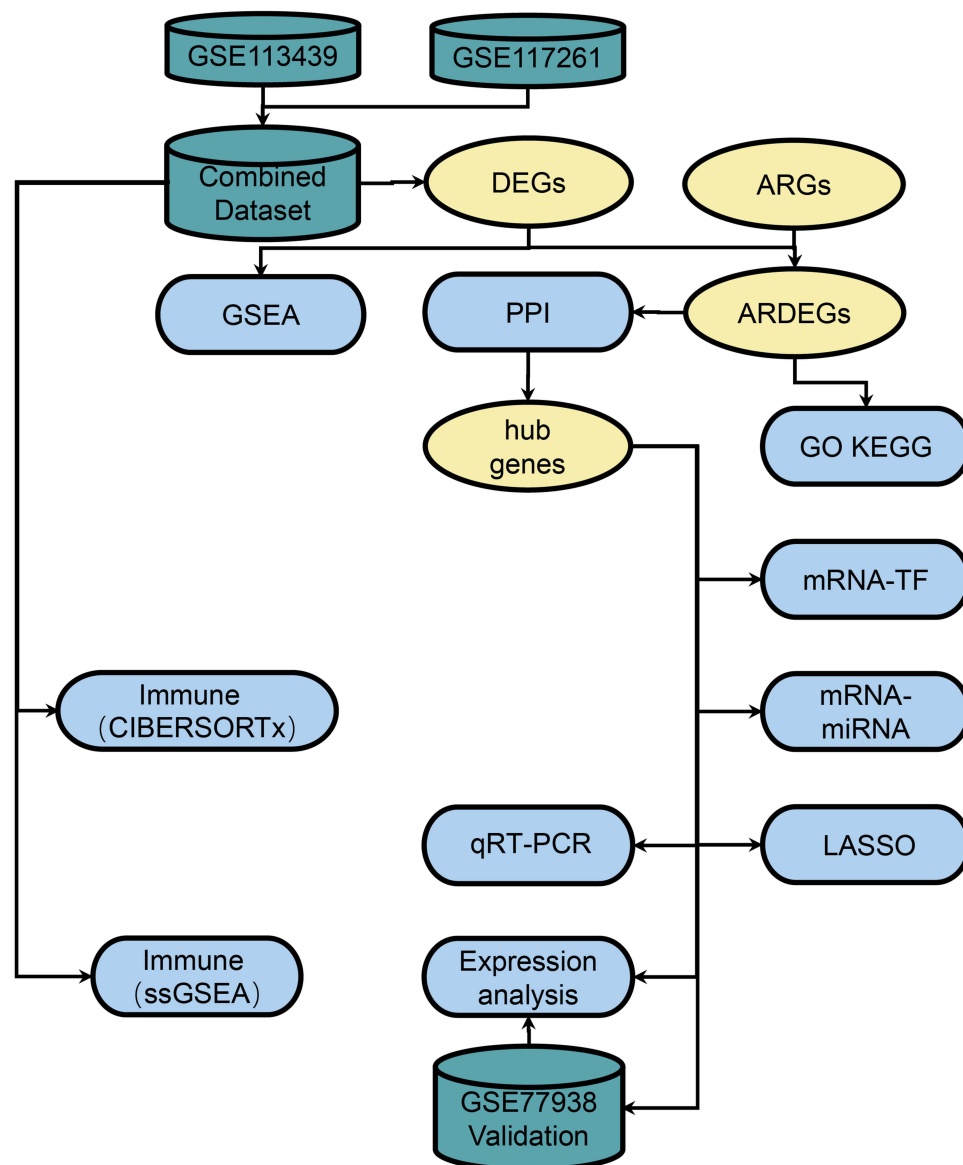 GSE113439
GSE117261
Combined
Dataset
DEGs
ARGs
GSEA
PPI
ARDEGs
hub
genes
GO KEGG
mRNA-TF
Immune
（CIBERSORTx）
mRNA-
miRNA
qRT-PCR
LASSO
Immune
（ssGSEA）
Expression
analysis
GSE77938
Validation